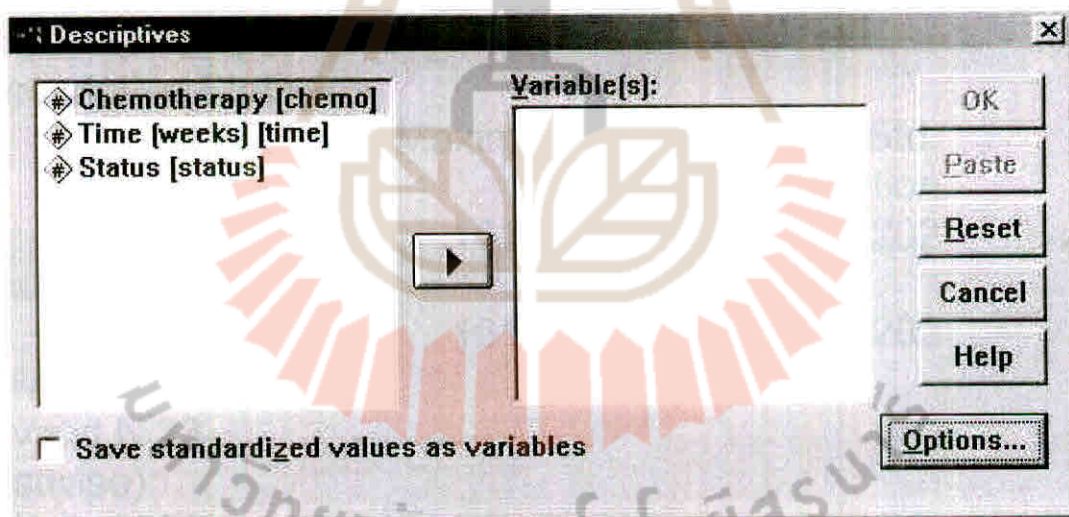 Descriptives
Chemotherapy [chemo]
Time (weeks) [time]
Status [status]
Variable(s):
OK
Paste
Reset
Cancel
Help
Options...
Save standardized values as variables